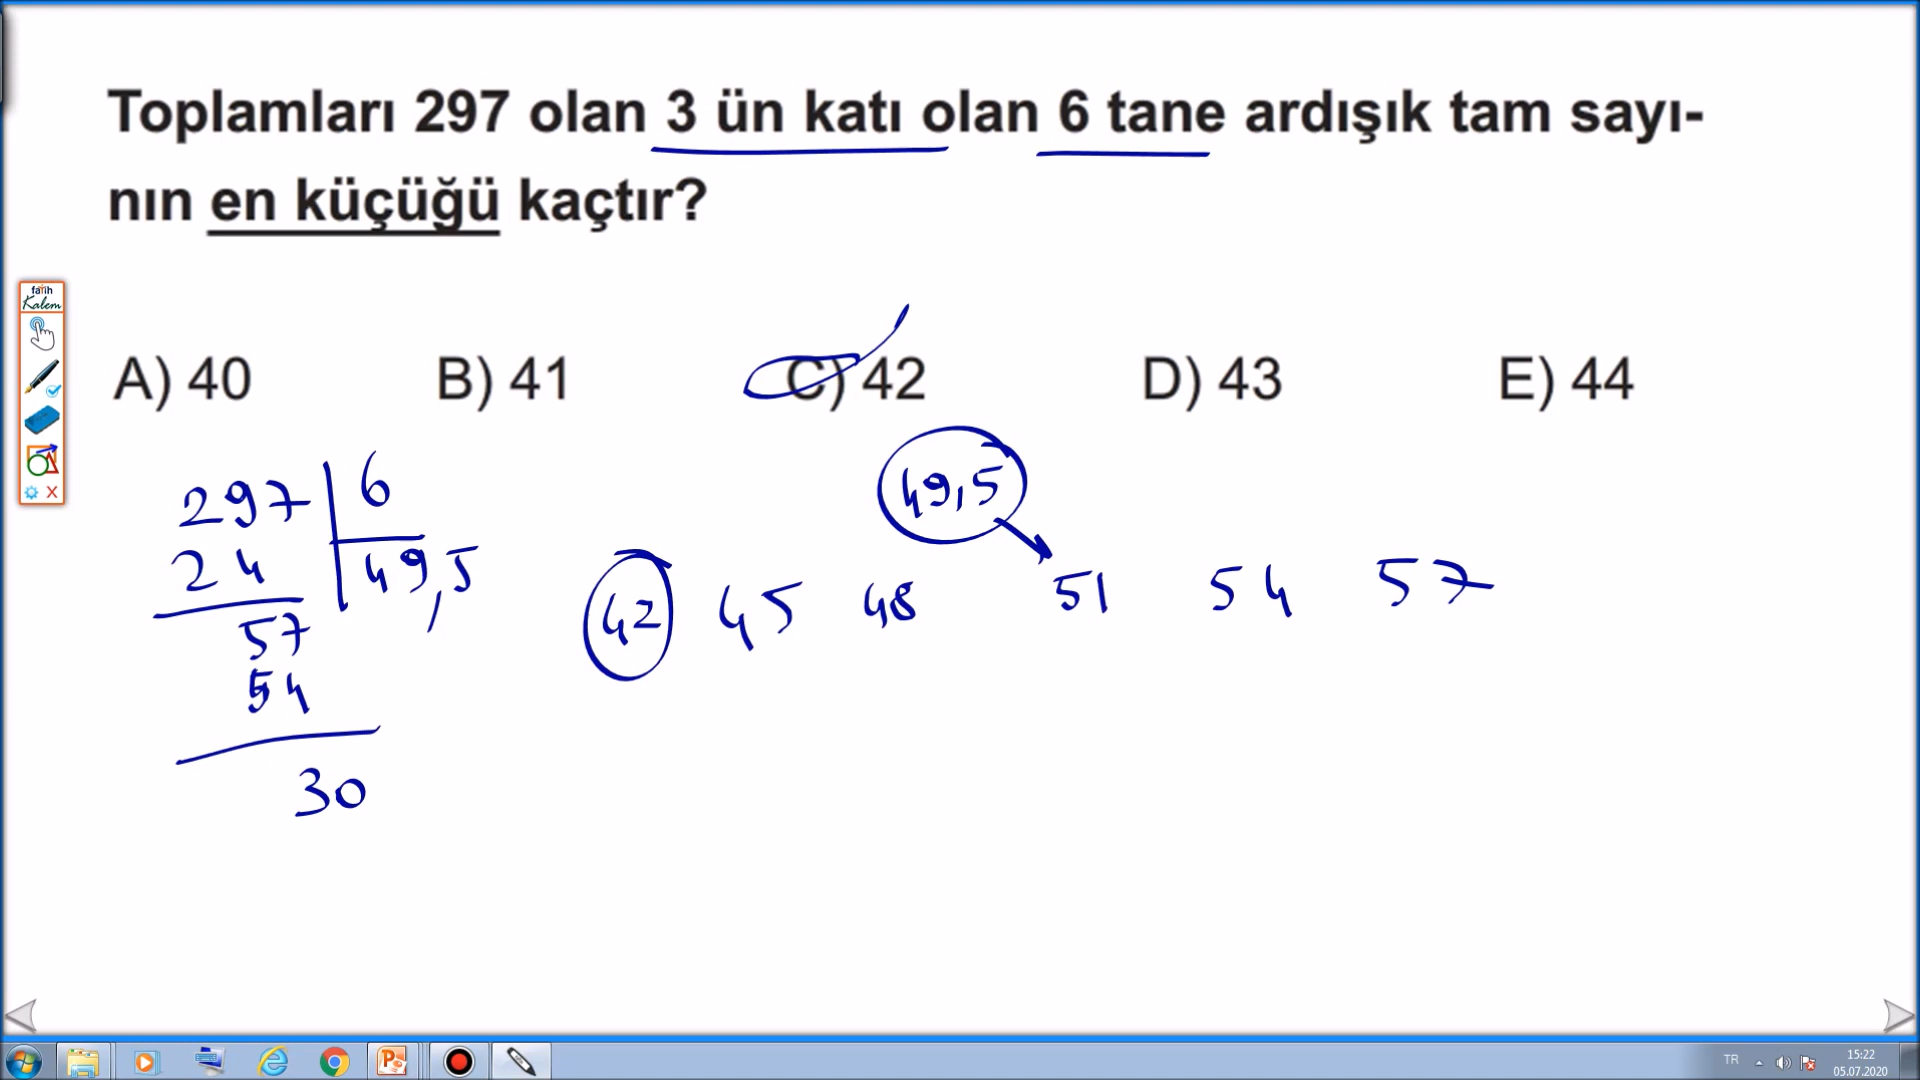 Toplamları 297 olan 3 ün katı olan 6 tane ardışık tam sayı-
nın en küçüğü kaçtır?
fatih
Kalem
A) 40 B) 41 C) 42 D) 43 E) 44
297 6
24 49,5
57
54
30
49,5
42 45 48 51 54 57
TR 15:22
05.07.2020